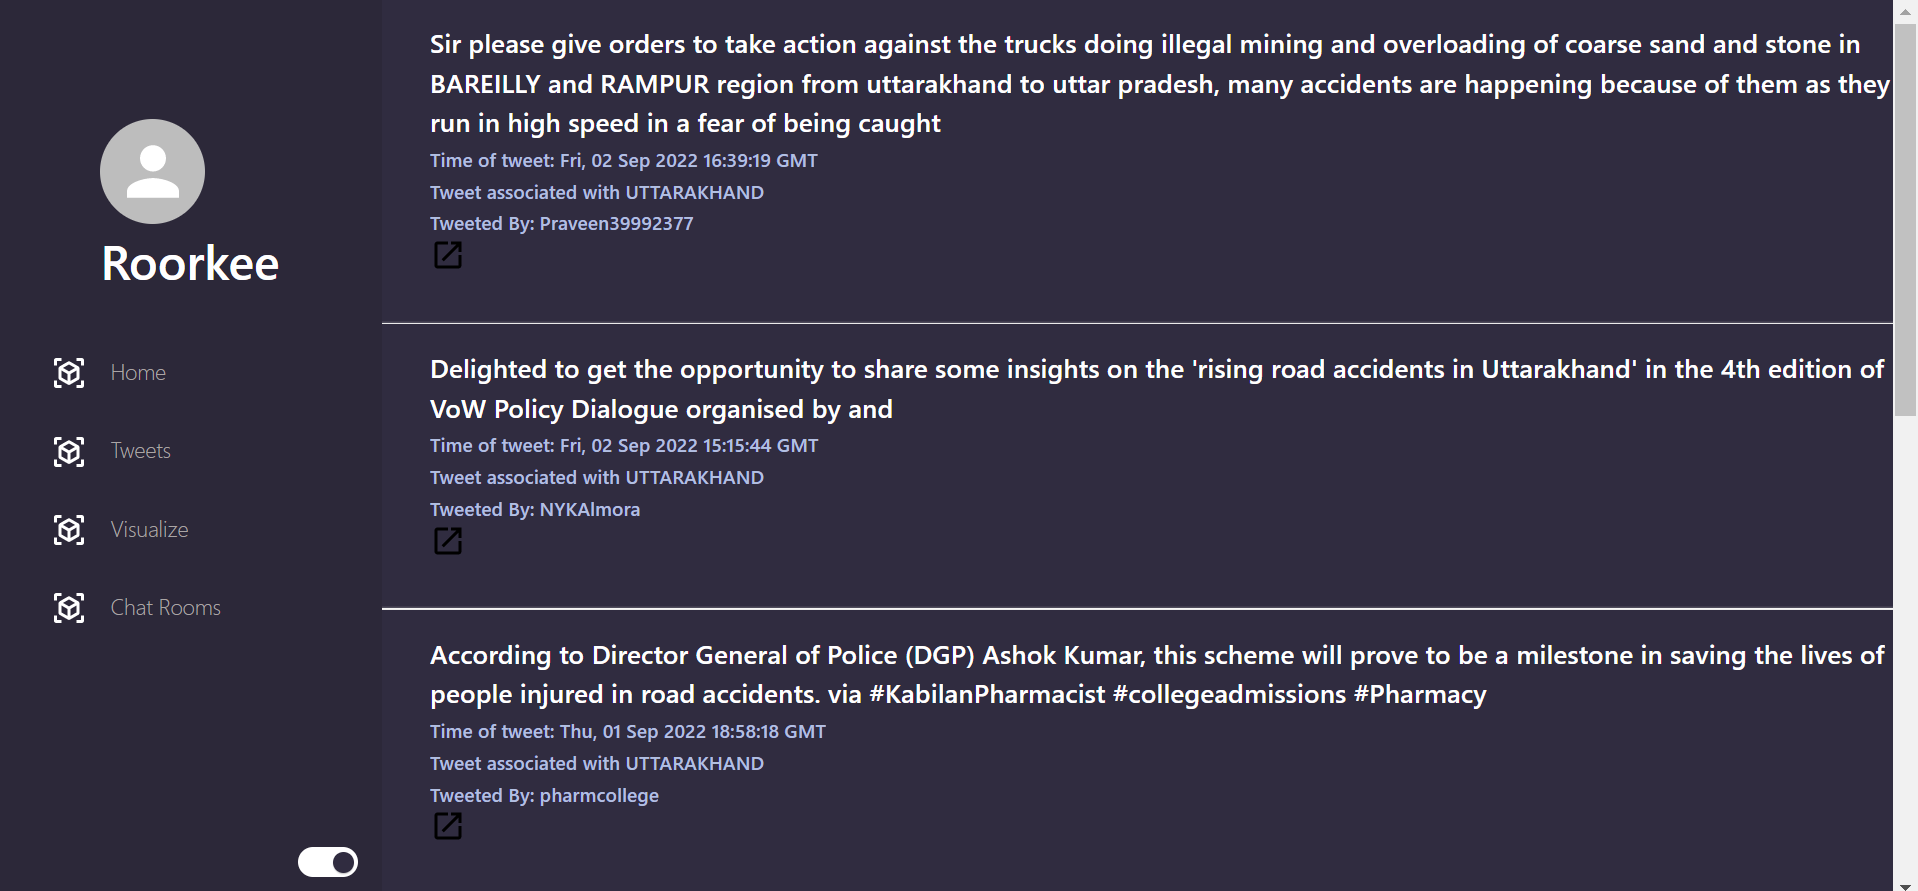 Roorkee
Home
Tweets
Visualize
Chat Rooms
Sir please give orders to take action against the trucks doing illegal mining and overloading of coarse sand and stone in
BAREILLY and RAMPUR region from uttarakhand to uttar pradesh, many accidents are happening because of them as they
run in high speed in a fear of being caught
Time of tweet: Fri, 02 Sep 2022 16:39:19 GMT
Tweet associated with UTTARAKHAND
Tweeted By: Praveen39992377
Delighted to get the opportunity to share some insights on the 'rising road accidents in Uttarakhand' in the 4th edition of
VoW Policy Dialogue organised by and
Time of tweet: Fri, 02 Sep 2022 15:15:44 GMT
Tweet associated with UTTARAKHAND
Tweeted By: NYKAlmora
According to Director General of Police (DGP) Ashok Kumar, this scheme will prove to be a milestone in saving the lives of
people injured in road accidents. via #KabilanPharmacist #collegeadmissions #Pharmacy
Time of tweet: Thu, 01 Sep 2022 18:58:18 GMT
Tweet associated with UTTARAKHAND
Tweeted By: pharmcollege